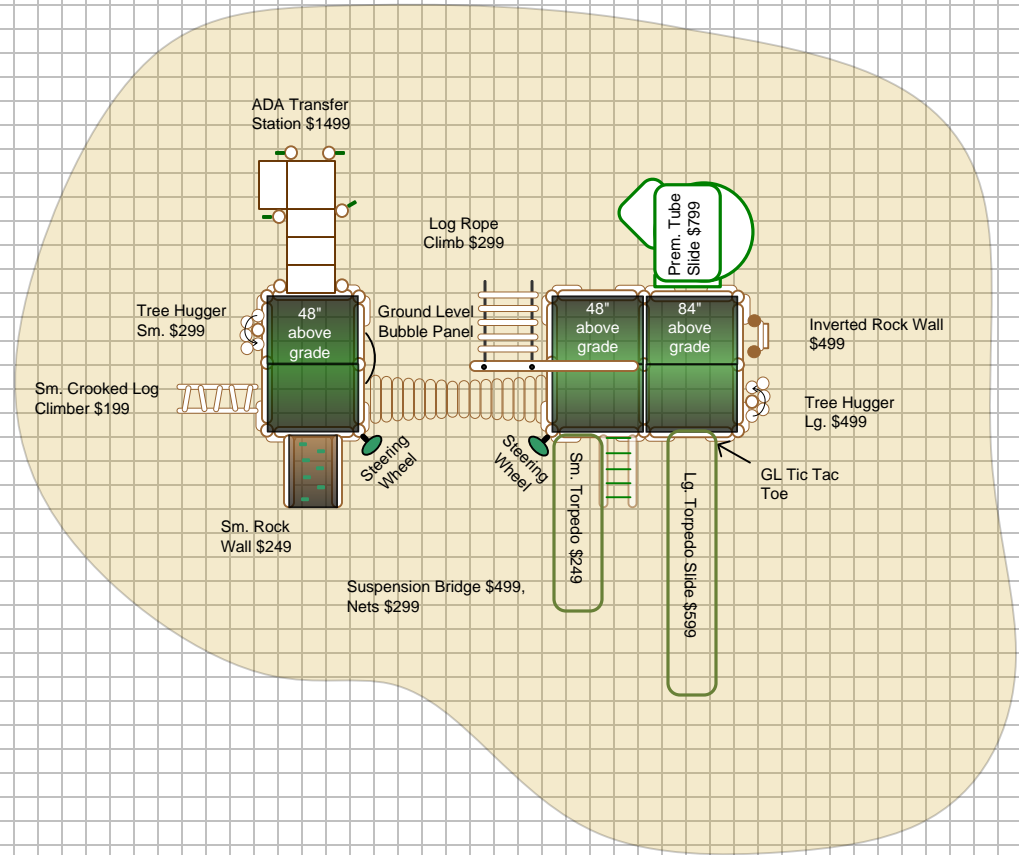 ADA Transfer
Station $1499
Prem. Tube
Slide $799
Log Rope
Climb $299
Tree Hugger
Sm. $299
48"
above
grade
Ground Level
Bubble Panel
48"
above
grade
84"
above
grade
Inverted Rock Wall
$499
Sm. Crooked Log
Climber $199
Tree Hugger
Lg. $499
Steering
Wheel
Steering
Wheel
Sm. Torpedo $249
Lg. Torpedo Slide $599
GL Tic Tac
Toe
Sm. Rock
Wall $249
Suspension Bridge $499,
Nets $299